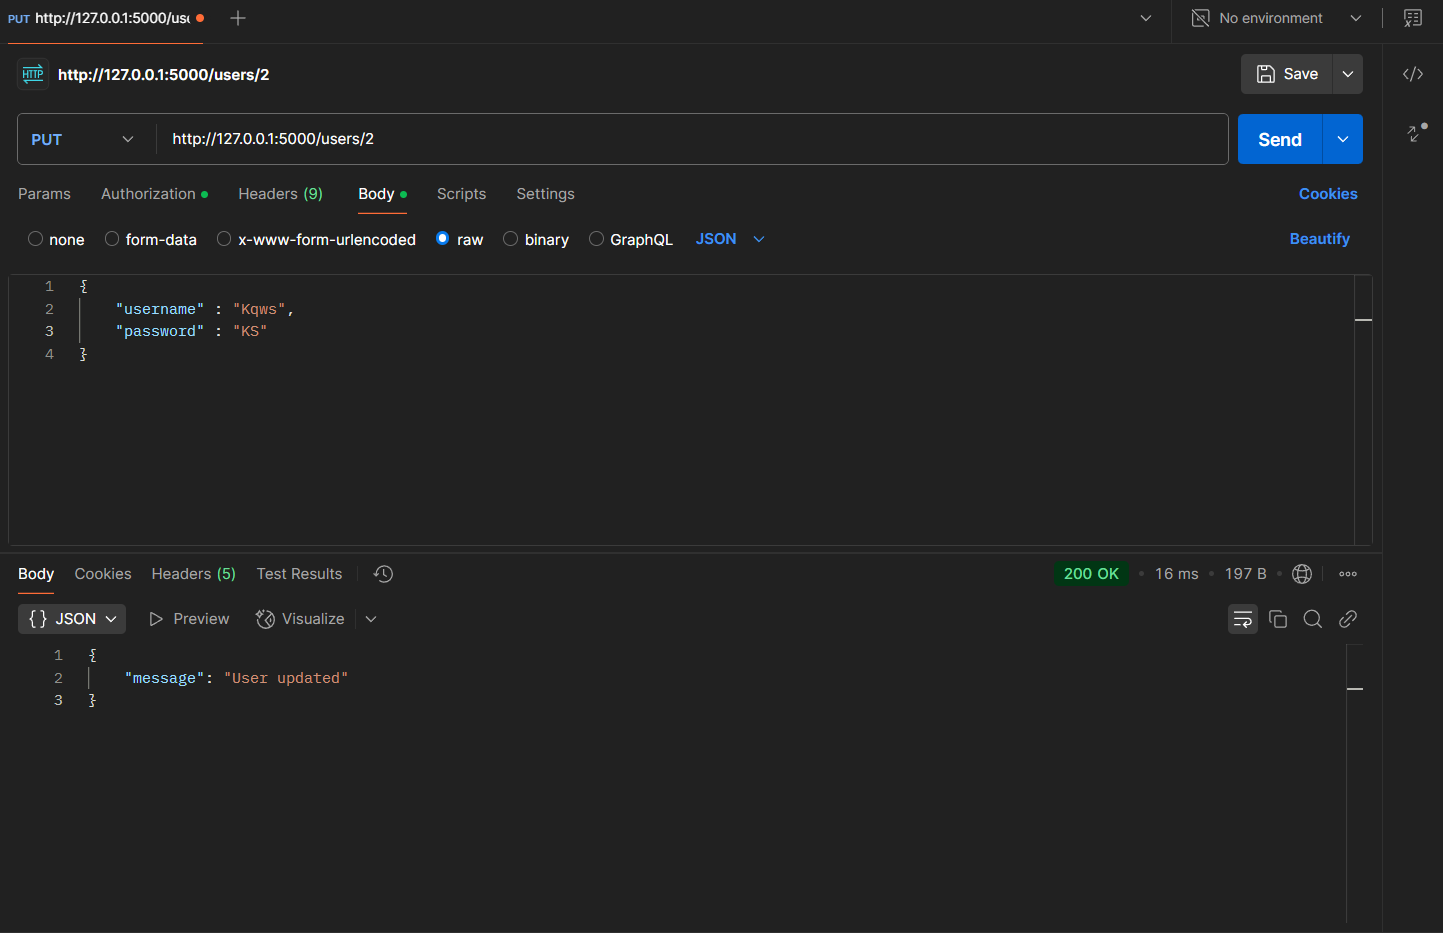 PUT http://127.0.0.1:5000/use
No environment
HTTP http://127.0.0.1:5000/users/2
Save
PUT http://127.0.0.1:5000/users/2
Send
Params Authorization Headers (9) Body Scripts Settings Cookies
none form-data x-www-form-urlencoded raw binary GraphQL JSON Beautify
1 {
2 "username" : "Kqws",
3 "password" : "KS"
4 }
Body Cookies Headers (5) Test Results 200 OK • 16 ms • 197 B •
{} JSON Preview Visualize
1 {
2 "message": "User updated"
3 }